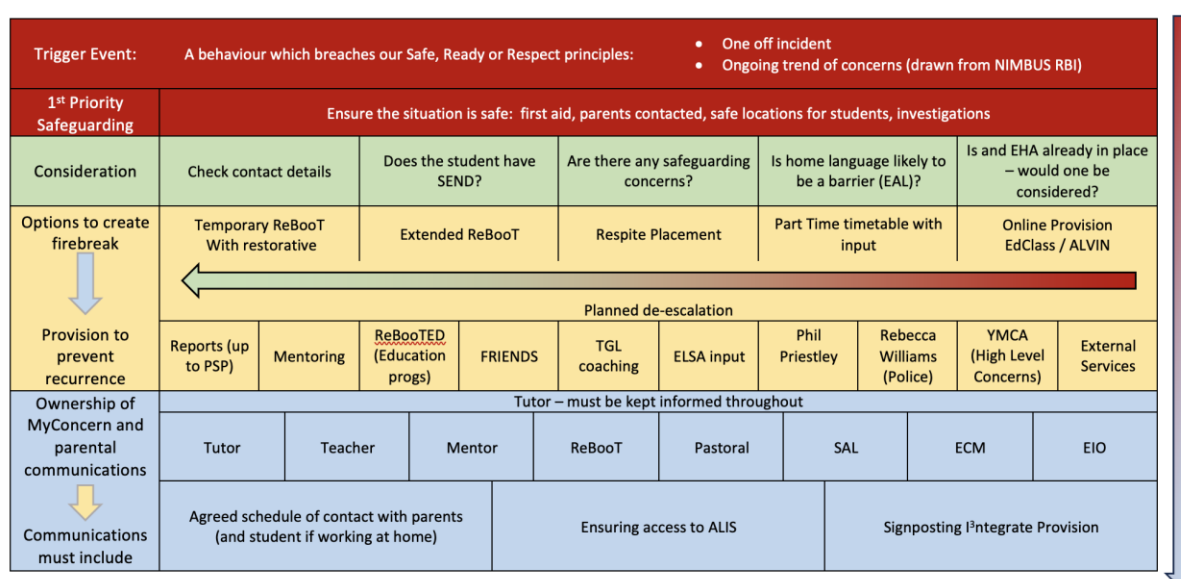 Trigger Event:
A behaviour which breaches our Safe, Ready or Respect principles:
• One off incident
• Ongoing trend of concerns (drawn from NIMBUS RBI)
1st Priority
Safeguarding
Ensure the situation is safe: first aid, parents contacted, safe locations for students, investigations
Consideration
Check contact details
Does the student have
SEND?
Are there any safeguarding
concerns?
Is home language likely to
be a barrier (EAL)?
Is and EHA already in place
– would one be
considered?
Options to create
firebreak
Temporary ReBooT
With restorative
Extended ReBooT
Respite Placement
Part Time timetable with
input
Online Provision
EdClass / ALVIN
Planned de-escalation
Provision to
prevent
recurrence
Reports (up
to PSP)
Mentoring
ReBooTED
(Education
progs)
FRIENDS
TGL
coaching
ELSA input
Phil
Priestley
Rebecca
Williams
(Police)
YMCA
(High Level
Concerns)
External
Services
Ownership of
MyConcern and
parental
communications
Tutor – must be kept informed throughout
Tutor
Teacher
Mentor
ReBooT
Pastoral
SAL
ECM
EIO
Communications
must include
Agreed schedule of contact with parents
(and student if working at home)
Ensuring access to ALIS
Signposting I³ntegrate Provision